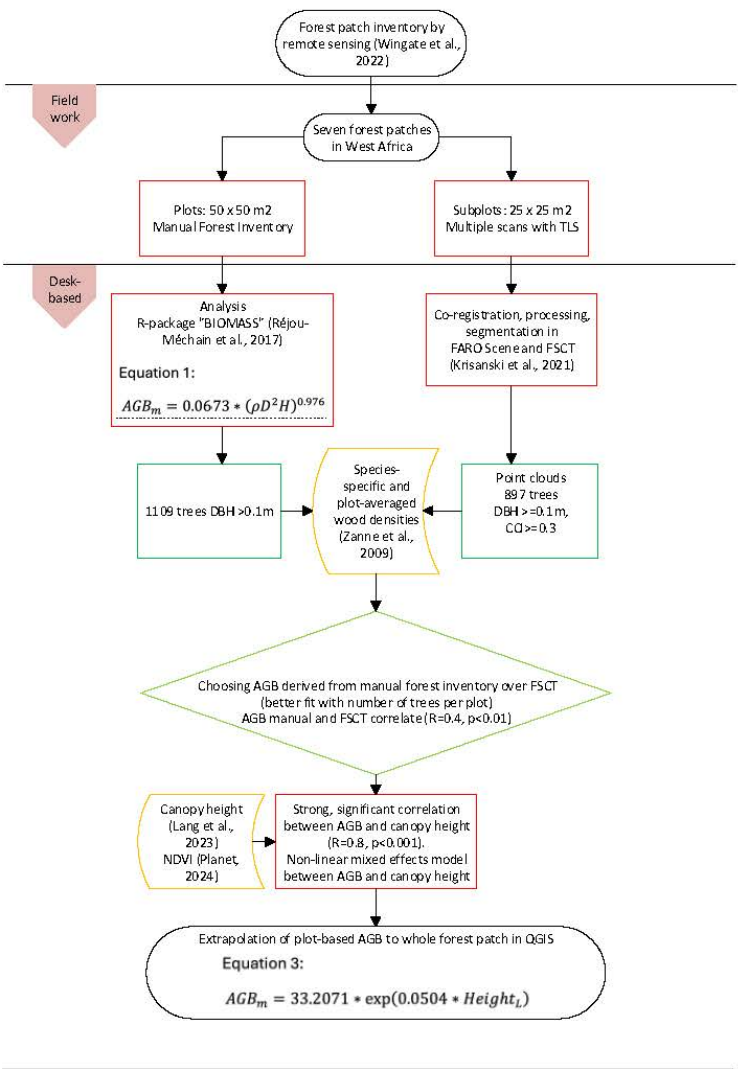 Forest patch inventory by
remote sensing (Wingate et al.,
2022)
Field
work
Seven forest patches
in West Africa
Plots: 50 x 50 m2
Manual Forest Inventory
Subplots: 25 x 25 m2
Multiple scans with TLS
Desk-
based
Analysis
R-package "BIOMASS" (Réjou-
Méchain et al., 2017)
Equation 1:
AGBₘ = 0.0673 ∗ (ρD²H)^0.976
Co-registration, processing,
segmentation in
FARO Scene and FSCT
(Krisanski et al., 2021)
1109 trees DBH >0.1m
Species-
specific and
plot-averaged
wood densities
(Zanne et al.,
2009)
Point clouds
897 trees
DBH >=0.1m,
CCI >= 0.3
Choosing AGB derived from manual forest inventory over FSCT
(better fit with number of trees per plot)
AGB manual and FSCT correlate (R=0.4, p<0.01)
Canopy height
(Lang et al.,
2023)
NDVI (Planet,
2024)
Strong, significant correlation
between AGB and canopy height
(R=0.8, p<0.001).
Non-linear mixed effects model
between AGB and canopy height
Extrapolation of plot-based AGB to whole forest patch in QGIS
Equation 3:
AGBₘ = 33.2071 ∗ exp(0.0504 ∗ Height_L)